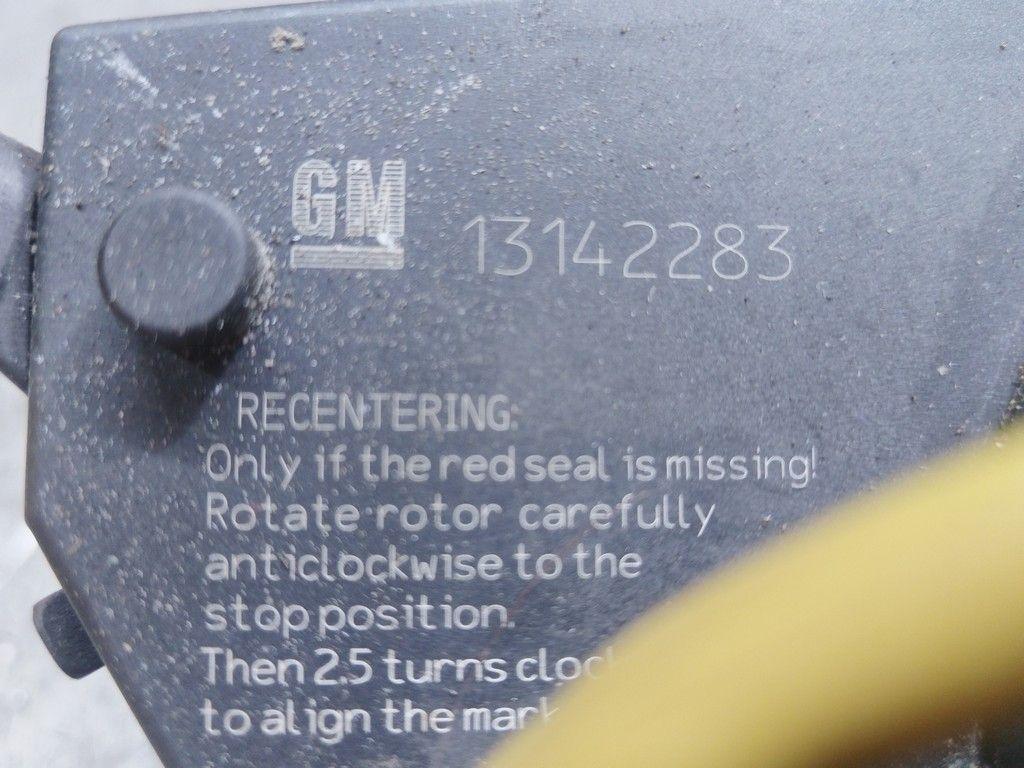 GM
13142283
RECENTERING:
Only if the red seal is missing!
Rotate rotor carefully
anticlockwise to the
stop position.
Then 2.5 turns
to align the